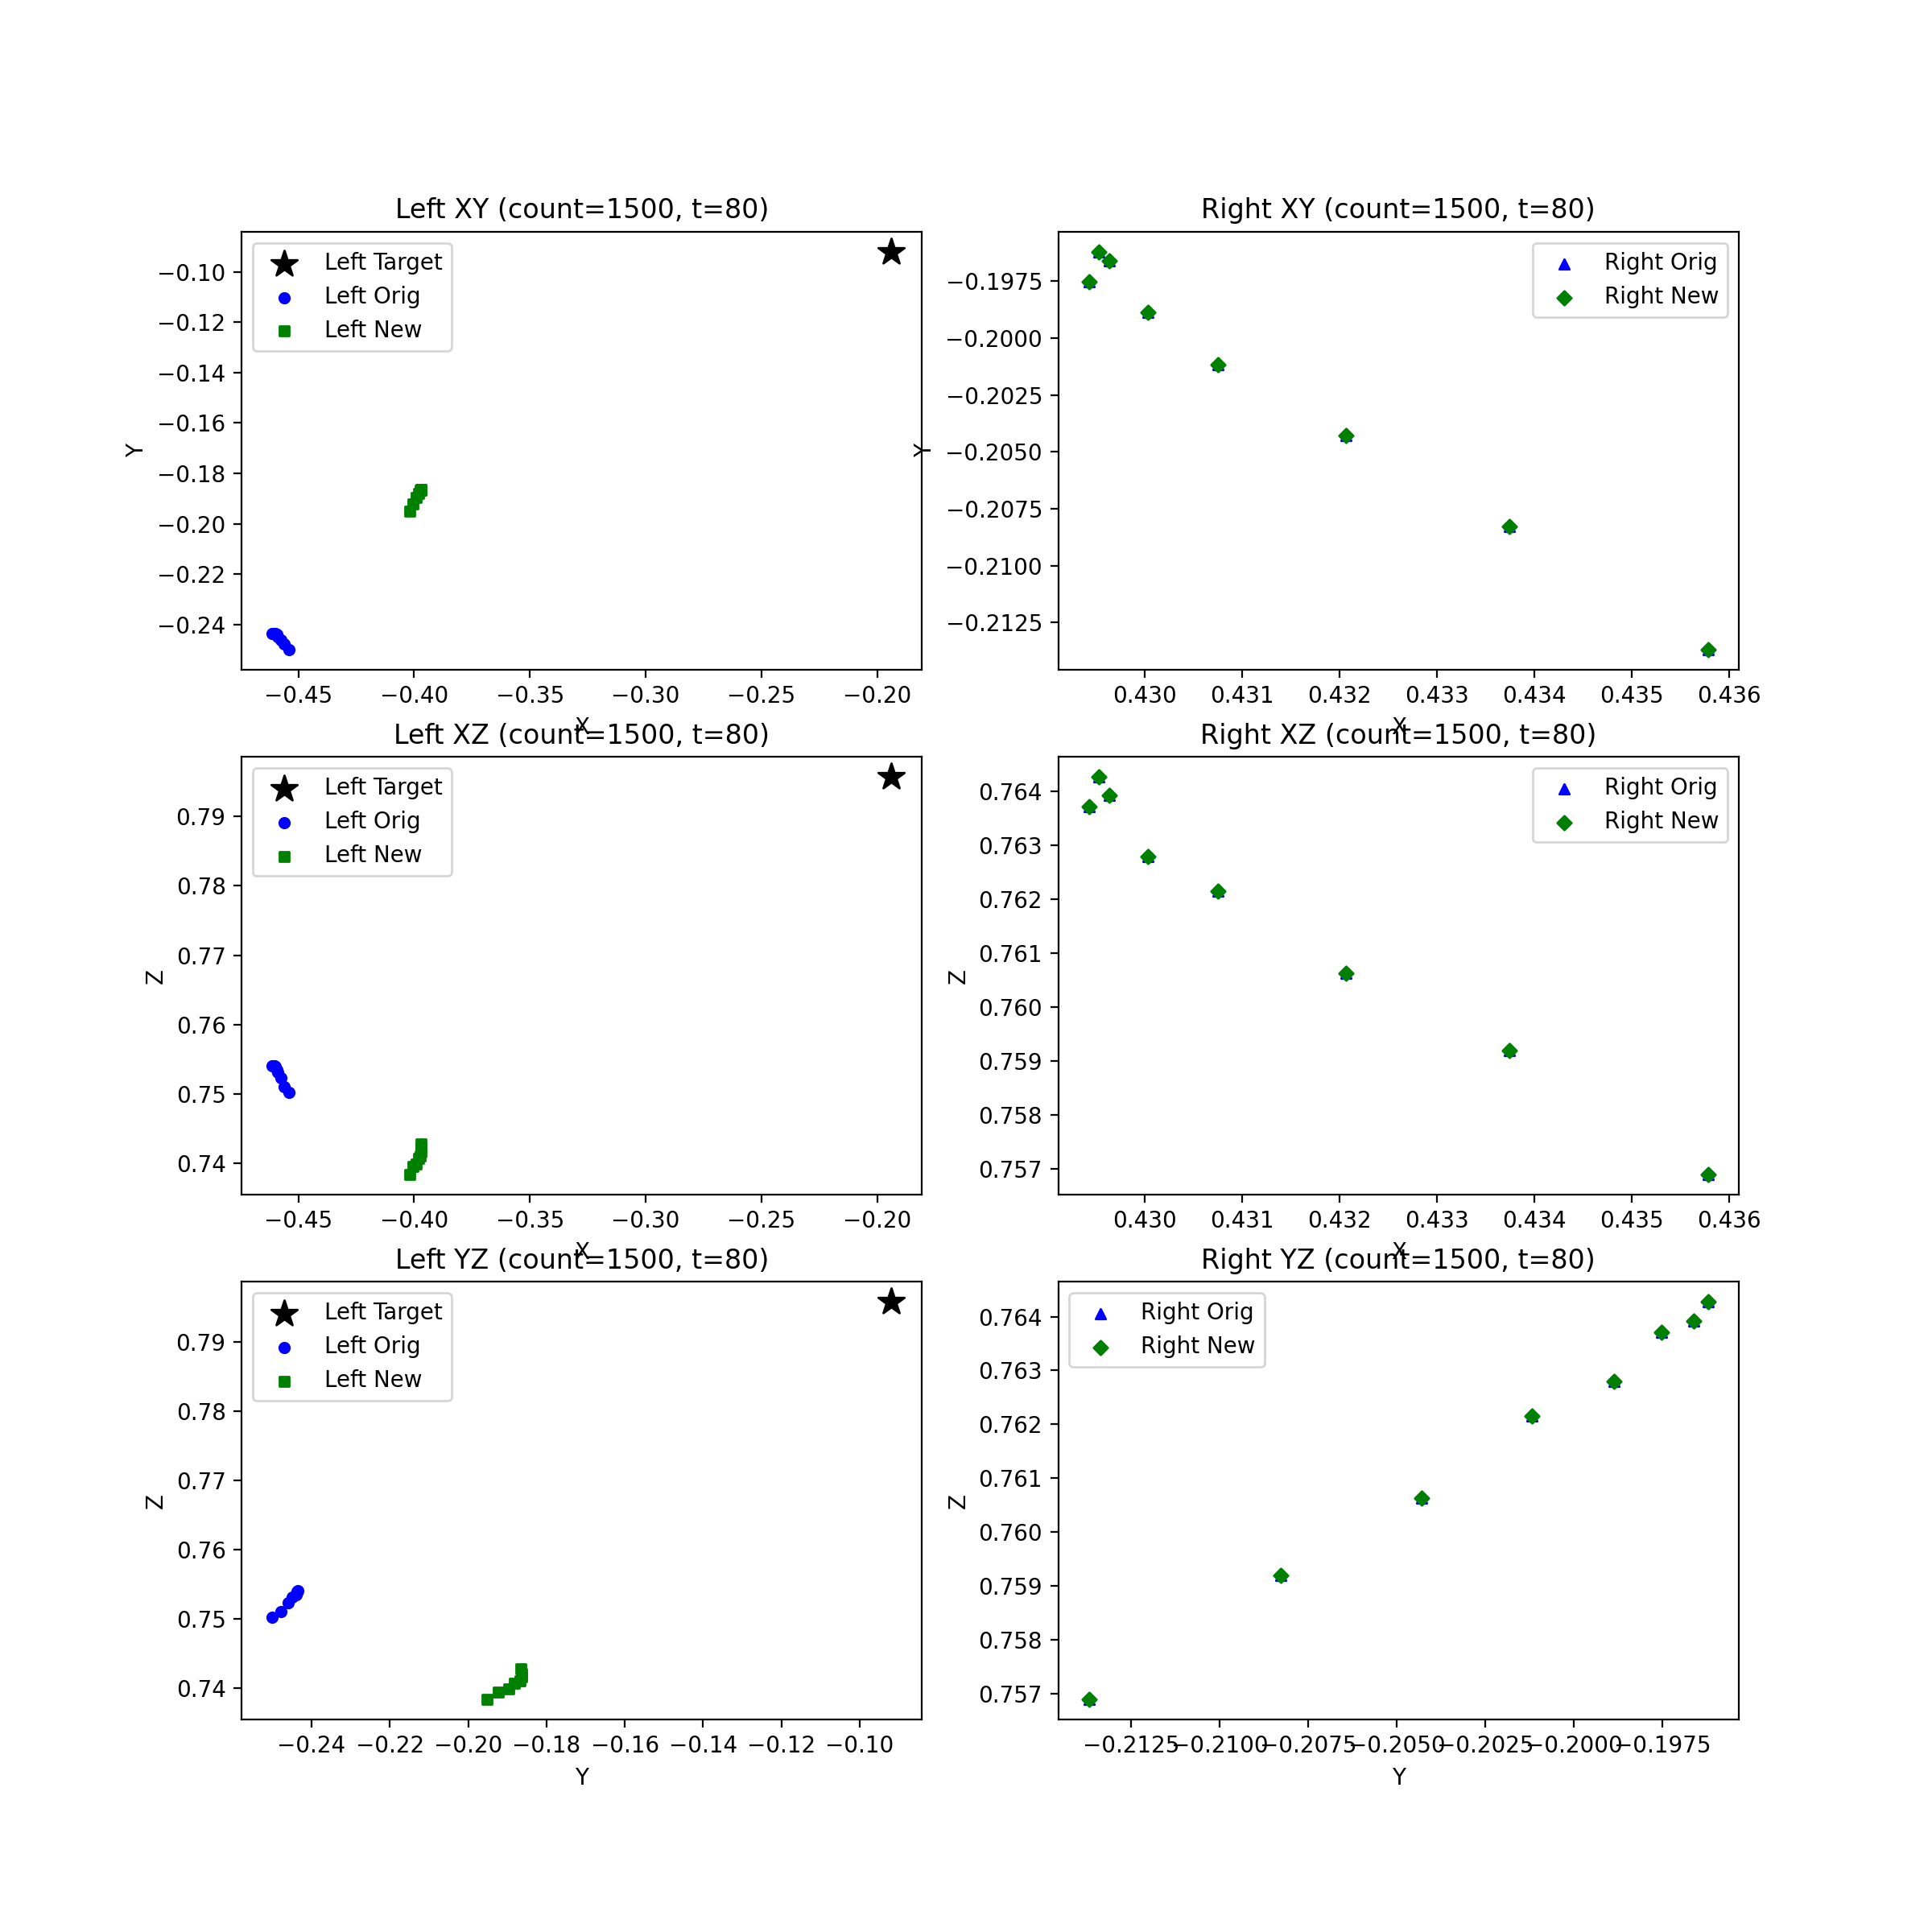 Left XY (count=1500, t=80)
Left Target
Left Orig
Left New
−0.10
−0.12
−0.14
−0.16
−0.18
−0.20
−0.22
−0.24
Y
−0.45
−0.40
−0.35
−0.30
−0.25
−0.20
X
Right XY (count=1500, t=80)
Right Orig
Right New
−0.1975
−0.2000
−0.2025
−0.2050
−0.2075
−0.2100
−0.2125
Y
0.430
0.431
0.432
0.433
0.434
0.435
0.436
X
Left XZ (count=1500, t=80)
Left Target
Left Orig
Left New
0.79
0.78
0.77
0.76
0.75
0.74
Z
−0.45
−0.40
−0.35
−0.30
−0.25
−0.20
X
Right XZ (count=1500, t=80)
Right Orig
Right New
0.764
0.763
0.762
0.761
0.760
0.759
0.758
0.757
Z
0.430
0.431
0.432
0.433
0.434
0.435
0.436
X
Left YZ (count=1500, t=80)
Left Target
Left Orig
Left New
0.79
0.78
0.77
0.76
0.75
0.74
Z
−0.24
−0.22
−0.20
−0.18
−0.16
−0.14
−0.12
−0.10
Y
Right YZ (count=1500, t=80)
Right Orig
Right New
0.764
0.763
0.762
0.761
0.760
0.759
0.758
0.757
Z
−0.2125
−0.2100
−0.2075
−0.2050
−0.2025
−0.2000
−0.1975
Y